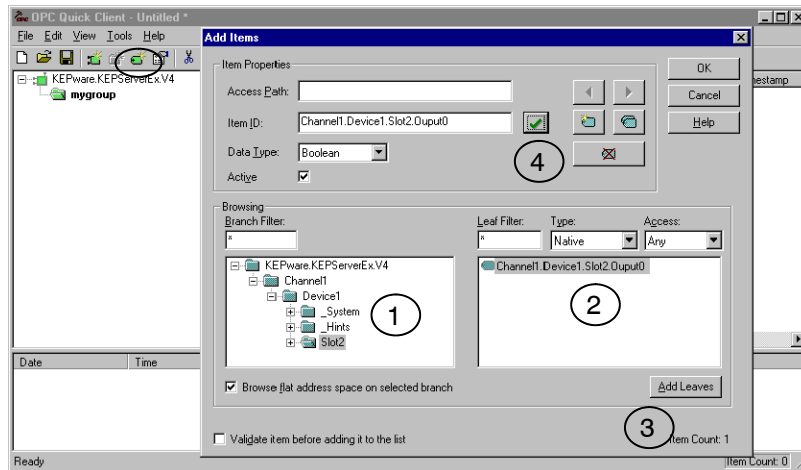 OPC Quick Client - Untitled *
File Edit View Tools Help
KEPware.KEPServerEx.V4
mygroup
Date Time
Ready
Item Count: 0
Add Items
Item Properties
Access Path:
Item ID: Channel1.Device1.Slot2.Ouput0
Data Type: Boolean
Active
4
OK
Cancel
Help
Browsing
Branch Filter:
*
Leaf Filter: Type: Access:
* Native Any
KEPware.KEPServerEx.V4
Channel1
Device1
_System
_Hints
Slot2
1
Channel1.Device1.Slot2.Ouput0
2
Browse flat address space on selected branch
Add Leaves
3
Validate item before adding it to the list
Item Count: 1